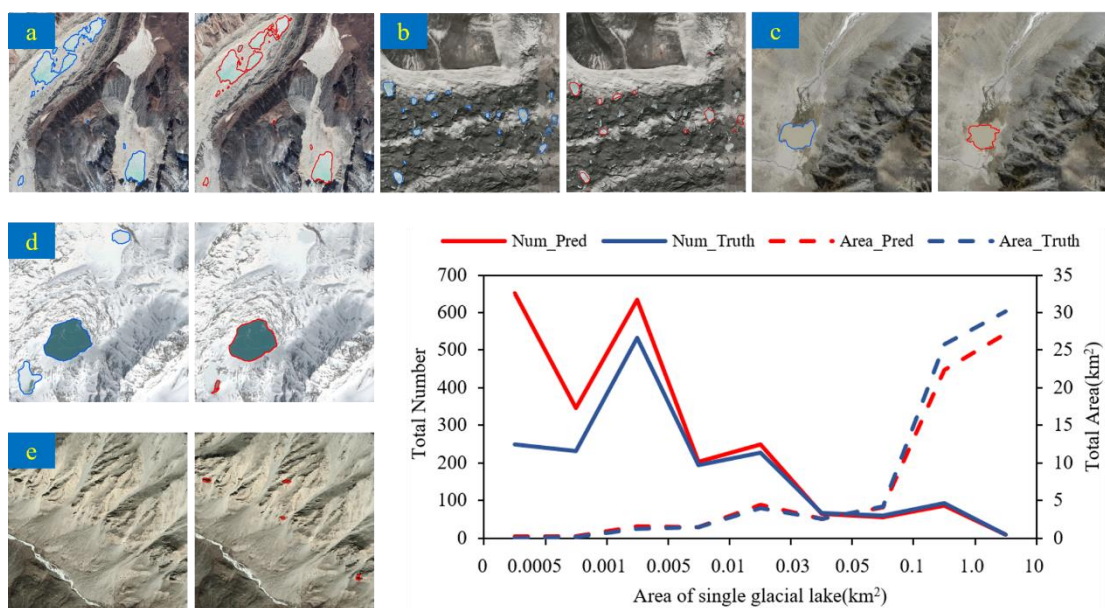 a
b
c
d
e
Num_Pred Num_Truth Area_Pred Area_Truth
700 35
600 30
500 25
400 20
300 15
200 10
100 5
0 0
Total Number
Total Area(km²)
0 0.0005 0.001 0.005 0.01 0.03 0.05 0.1 1.0 10
Area of single glacial lake(km²)